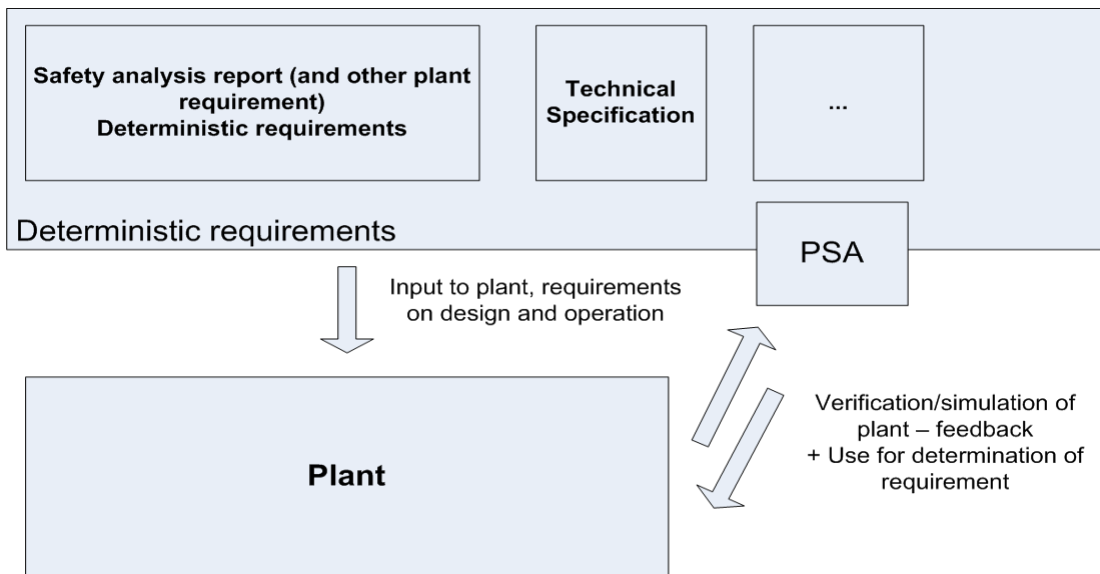 Safety analysis report (and other plant
requirement)
Deterministic requirements
Technical
Specification
...
Deterministic requirements
PSA
Input to plant, requirements
on design and operation
Plant
Verification/simulation of
plant – feedback
+ Use for determination of
requirement